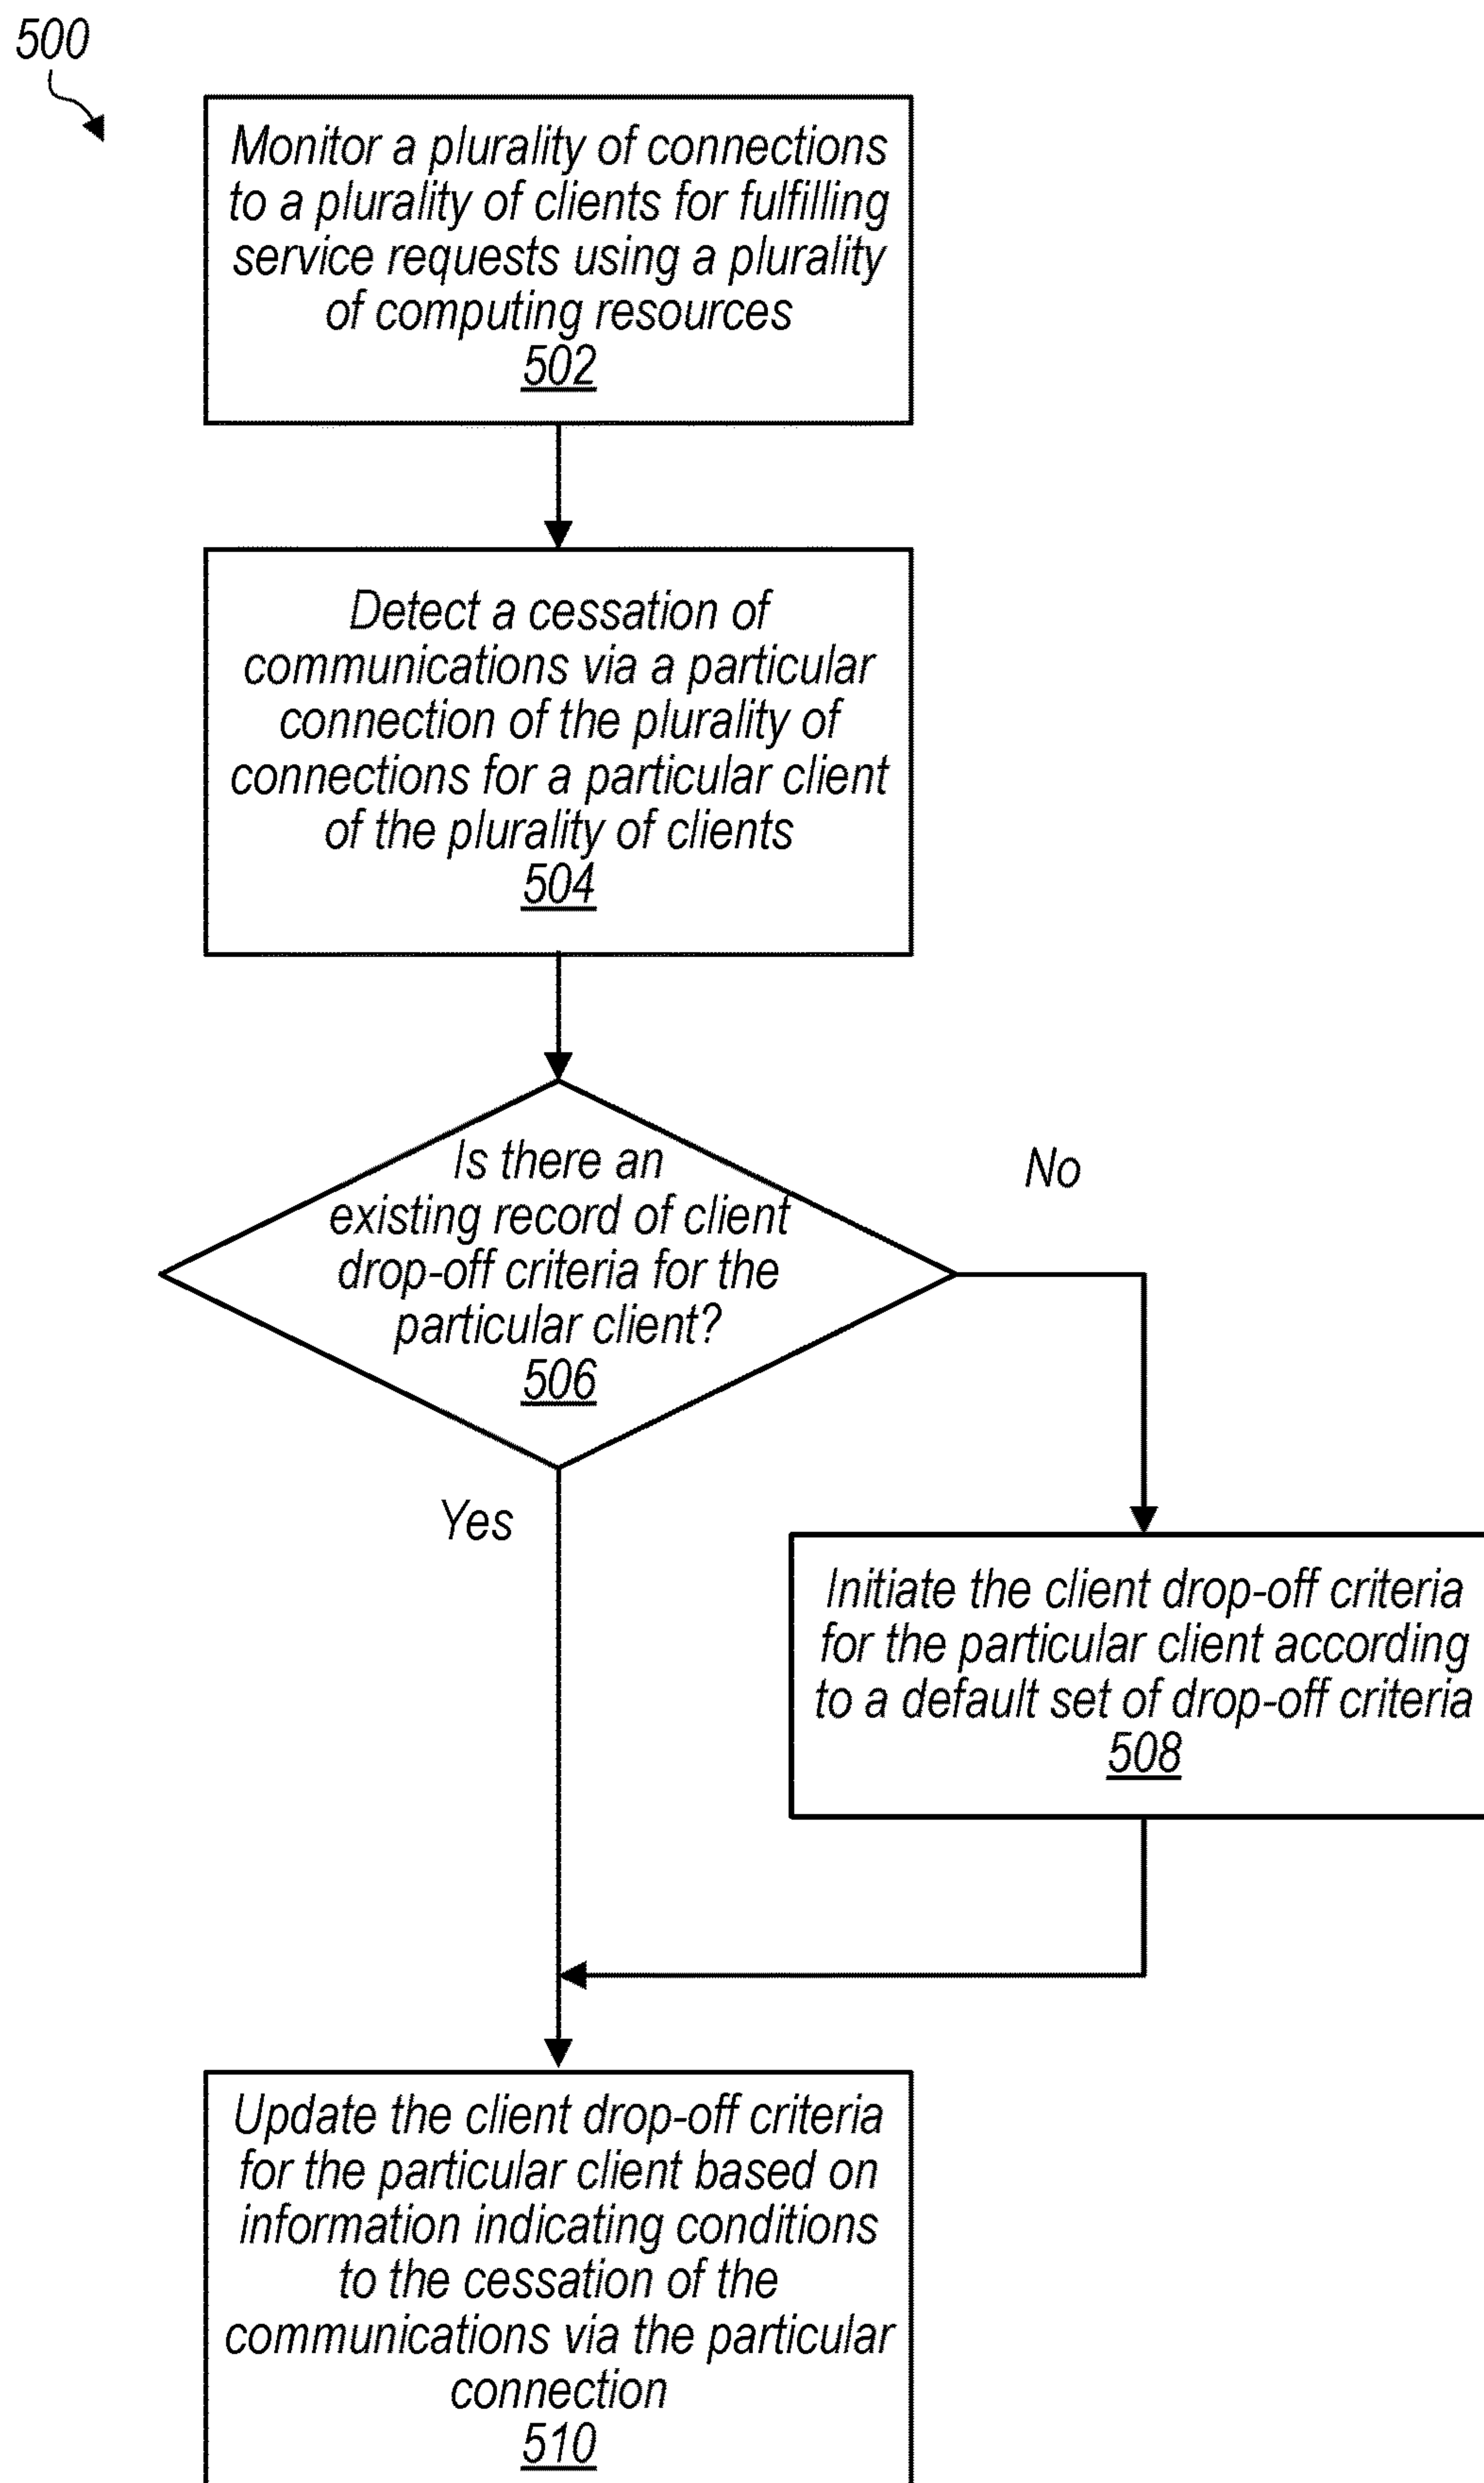 500
Monitor a plurality of connections
to a plurality of clients for fulfilling
service requests using a plurality
of computing resources
502
Detect a cessation of
communications via a particular
connection of the plurality of
connections for a particular client
of the plurality of clients
504
Is there an
existing record of client
drop-off criteria for the
particular client?
506
No
Yes
Initiate the client drop-off criteria
for the particular client according
to a default set of drop-off criteria
508
Update the client drop-off criteria
for the particular client based on
information indicating conditions
to the cessation of the
communications via the particular
connection
510